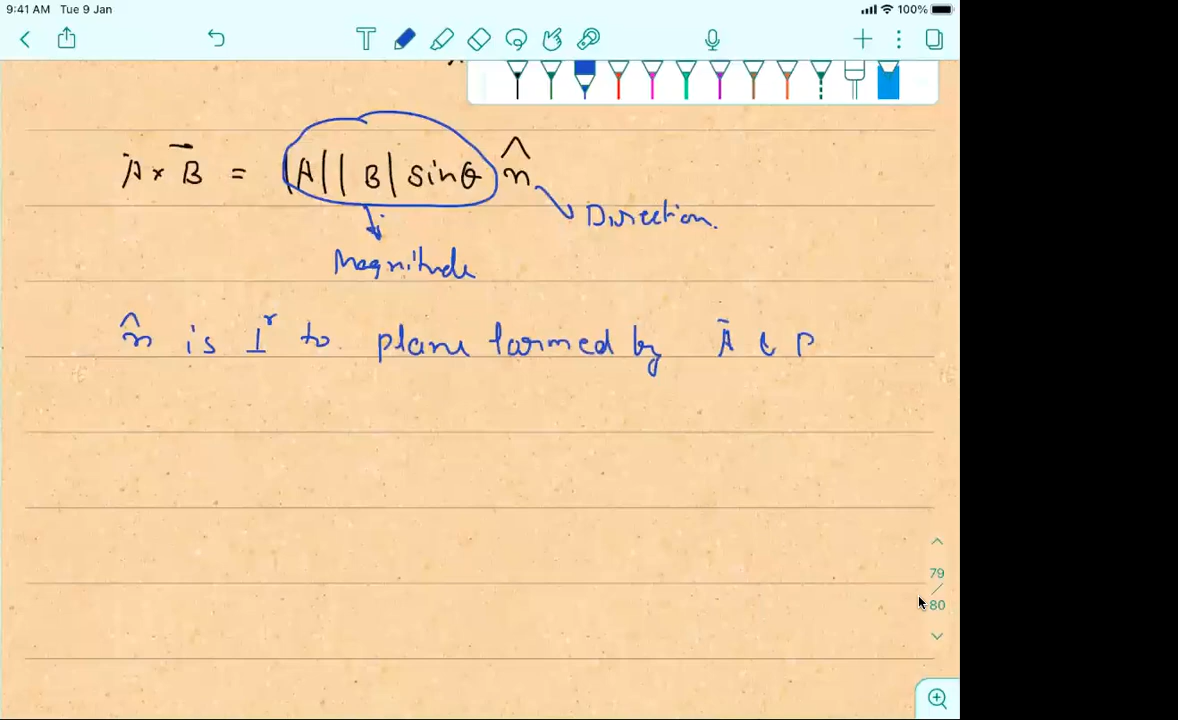 9:41 AM Tue 9 Jan 100%
A × B = |A||B| sinθ n̂
Direction.
Magnitude
n̂ is ⊥r to plane formed by Ā &
79
80